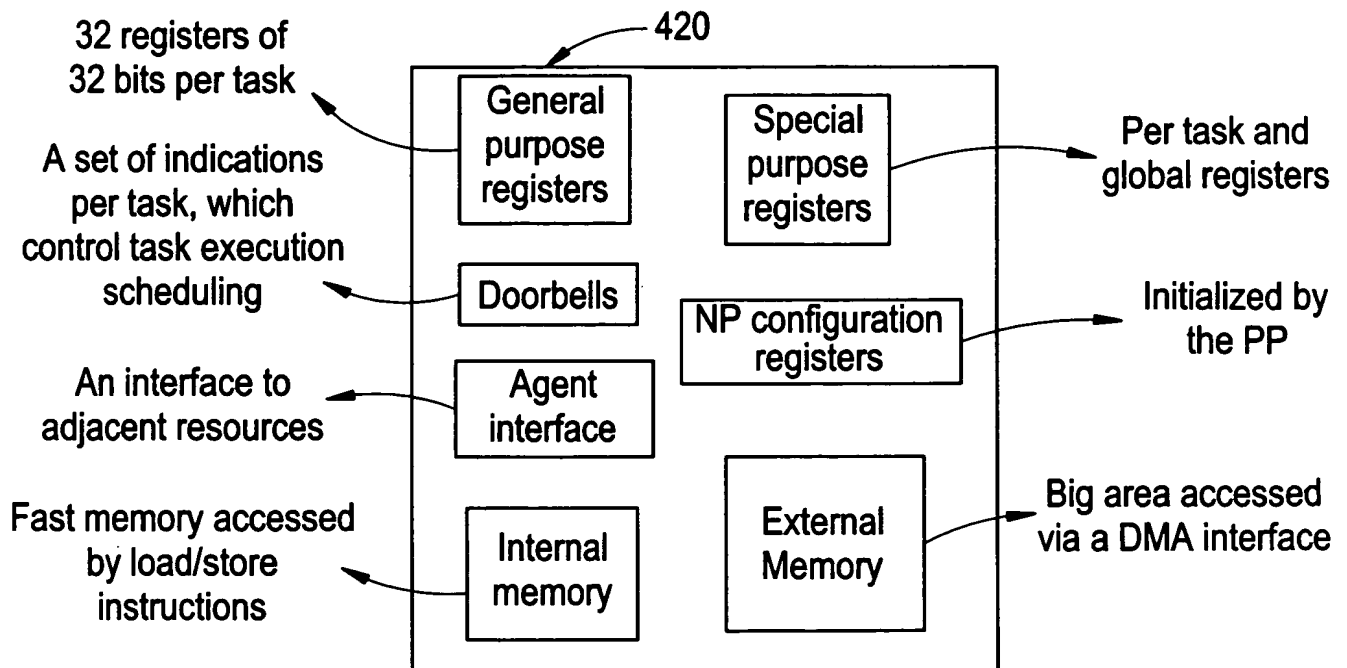 420
32 registers of
32 bits per task
General
purpose
registers
Special
purpose
registers
Per task and
global registers
A set of indications
per task, which
control task execution
scheduling
Doorbells
NP configuration
registers
Initialized by
the PP
An interface to
adjacent resources
Agent
interface
Fast memory accessed
by load/store
instructions
Internal
memory
External
Memory
Big area accessed
via a DMA interface